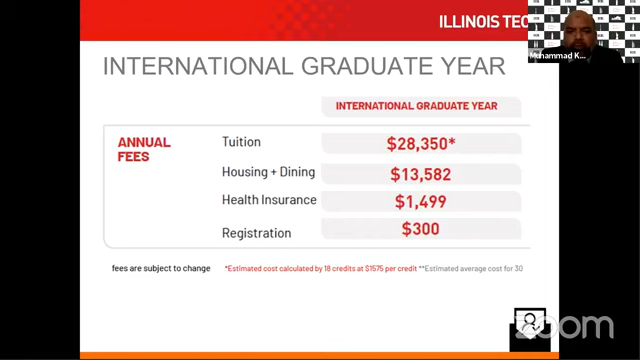 ILLINOIS TEC
Muhammad K...
INTERNATIONAL GRADUATE YEAR
INTERNATIONAL GRADUATE YEAR
ANNUAL FEES
Tuition $28,350*
Housing + Dining $13,582
Health Insurance $1,499
Registration $300
fees are subject to change *Estimated cost calculated by 18 credits at $1575 per credit **Estimated average cost for 30
zoom